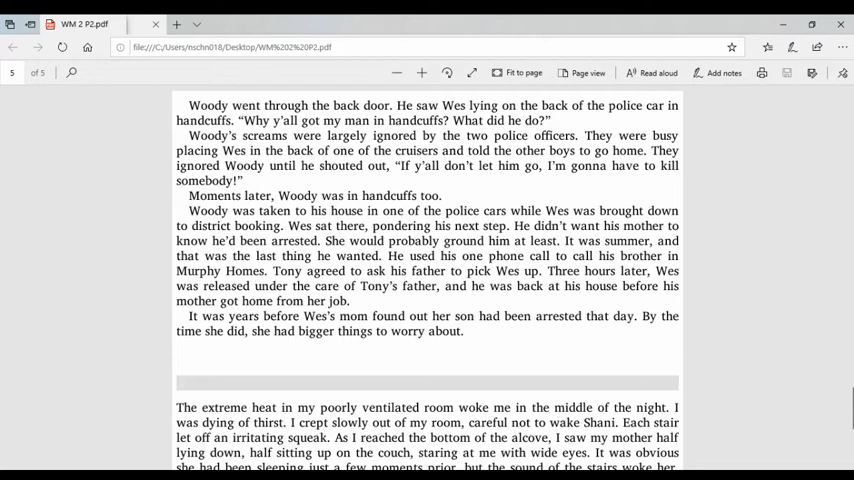 WM 2 P2.pdf
file:///C:/Users/nschn018/Desktop/WM%202%20P2.pdf
5 of 5 Fit to page Page view Read aloud Add notes
Woody went through the back door. He saw Wes lying on the back of the police car in
handcuffs. “Why y’all got my man in handcuffs? What did he do?”
Woody’s screams were largely ignored by the two police officers. They were busy
placing Wes in the back of one of the cruisers and told the other boys to go home. They
ignored Woody until he shouted out, “If y’all don’t let him go, I’m gonna have to kill
somebody!”
Moments later, Woody was in handcuffs too.
Woody was taken to his house in one of the police cars while Wes was brought down
to district booking. Wes sat there, pondering his next step. He didn’t want his mother to
know he’d been arrested. She would probably ground him at least. It was summer, and
that was the last thing he wanted. He used his one phone call to call his brother in
Murphy Homes. Tony agreed to ask his father to pick Wes up. Three hours later, Wes
was released under the care of Tony’s father, and he was back at his house before his
mother got home from her job.
It was years before Wes’s mom found out her son had been arrested that day. By the
time she did, she had bigger things to worry about.
The extreme heat in my poorly ventilated room woke me in the middle of the night. I
was dying of thirst. I crept slowly out of my room, careful not to wake Shani. Each stair
let off an irritating squeak. As I reached the bottom of the alcove, I saw my mother half
lying down, half sitting up on the couch, staring at me with wide eyes. It was obvious
she had been sleeping just a few moments prior, but the sound of the stairs woke her.